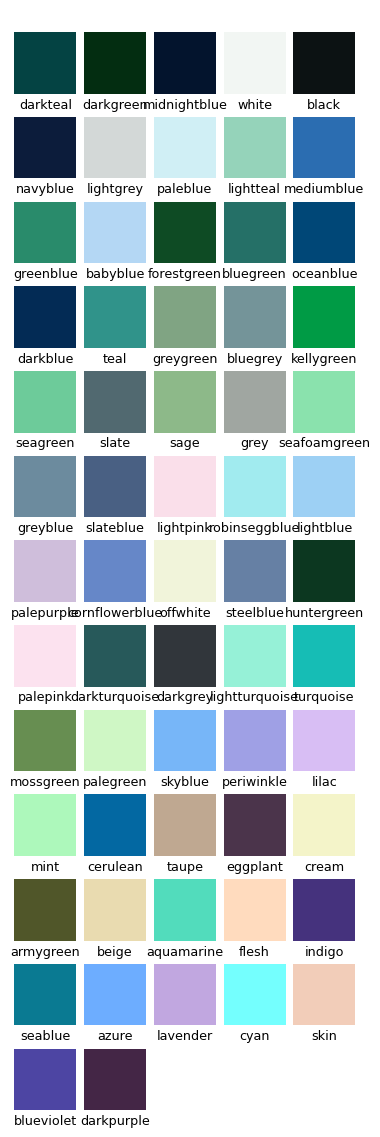 darkteal darkgreen midnightblue white black
navyblue lightgrey paleblue lightteal mediumblue
greenblue babyblue forestgreen bluegreen oceanblue
darkblue teal greygreen bluegrey kellygreen
seagreen slate sage grey seafoamgreen
greyblue slateblue lightpink robinseggblue lightblue
palepurple cornflowerblue offwhite steelblue huntergreen
palepink darkturquoise darkgrey lightturquoise turquoise
mossgreen palegreen skyblue periwinkle lilac
mint cerulean taupe eggplant cream
armygreen beige aquamarine flesh indigo
seablue azure lavender cyan skin
blueviolet darkpurple